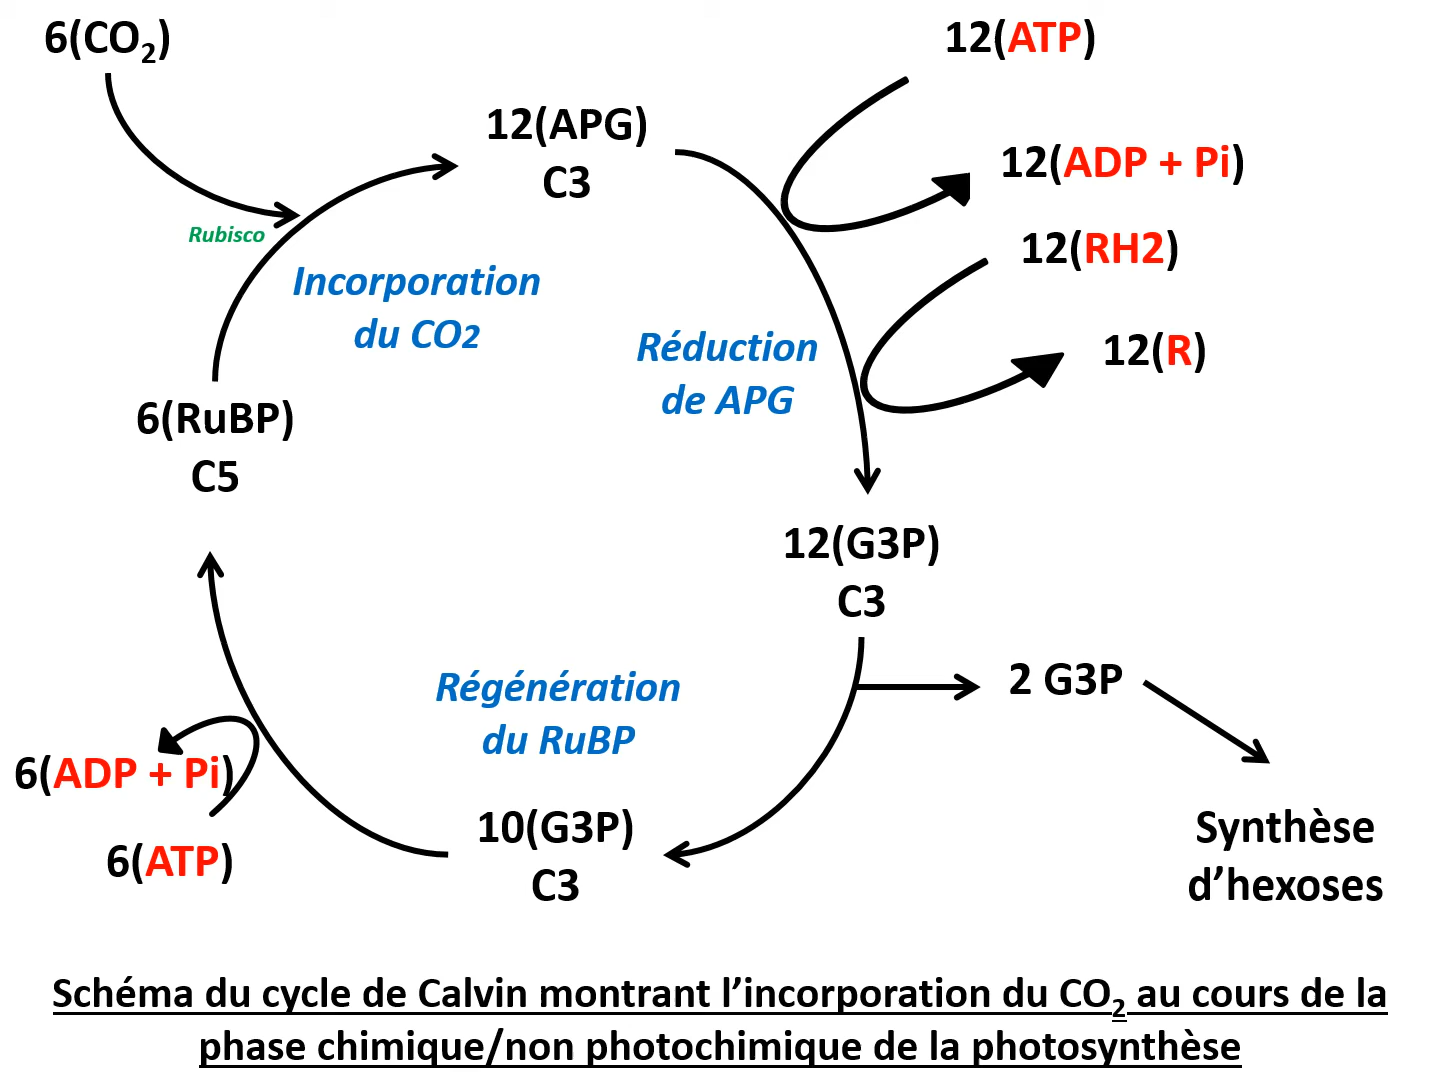 6(CO₂)
12(ATP)
12(APG)
C3
12(ADP + Pi)
Rubisco
12(RH2)
Incorporation
du CO2
Réduction
de APG
12(R)
6(RuBP)
C5
12(G3P)
C3
Régénération
du RuBP
2 G3P
6(ADP + Pi)
6(ATP)
10(G3P)
C3
Synthèse
d’hexoses
Schéma du cycle de Calvin montrant l’incorporation du CO₂ au cours de la
phase chimique/non photochimique de la photosynthèse